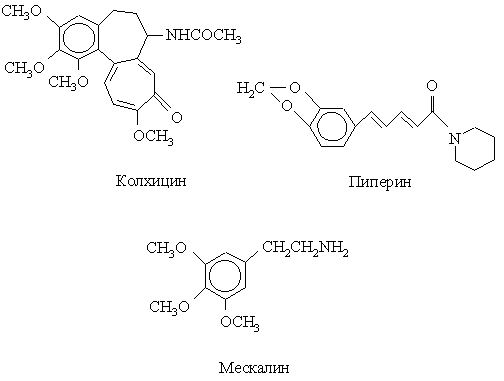 CH₃O
NHCOCH₃
CH₃O
CH₃O
O
OCH₃
Колхицин
H₂C
O
O
O
N
Пиперин
CH₃O
CH₂CH₂NH₂
CH₃O
OCH₃
Мескалин